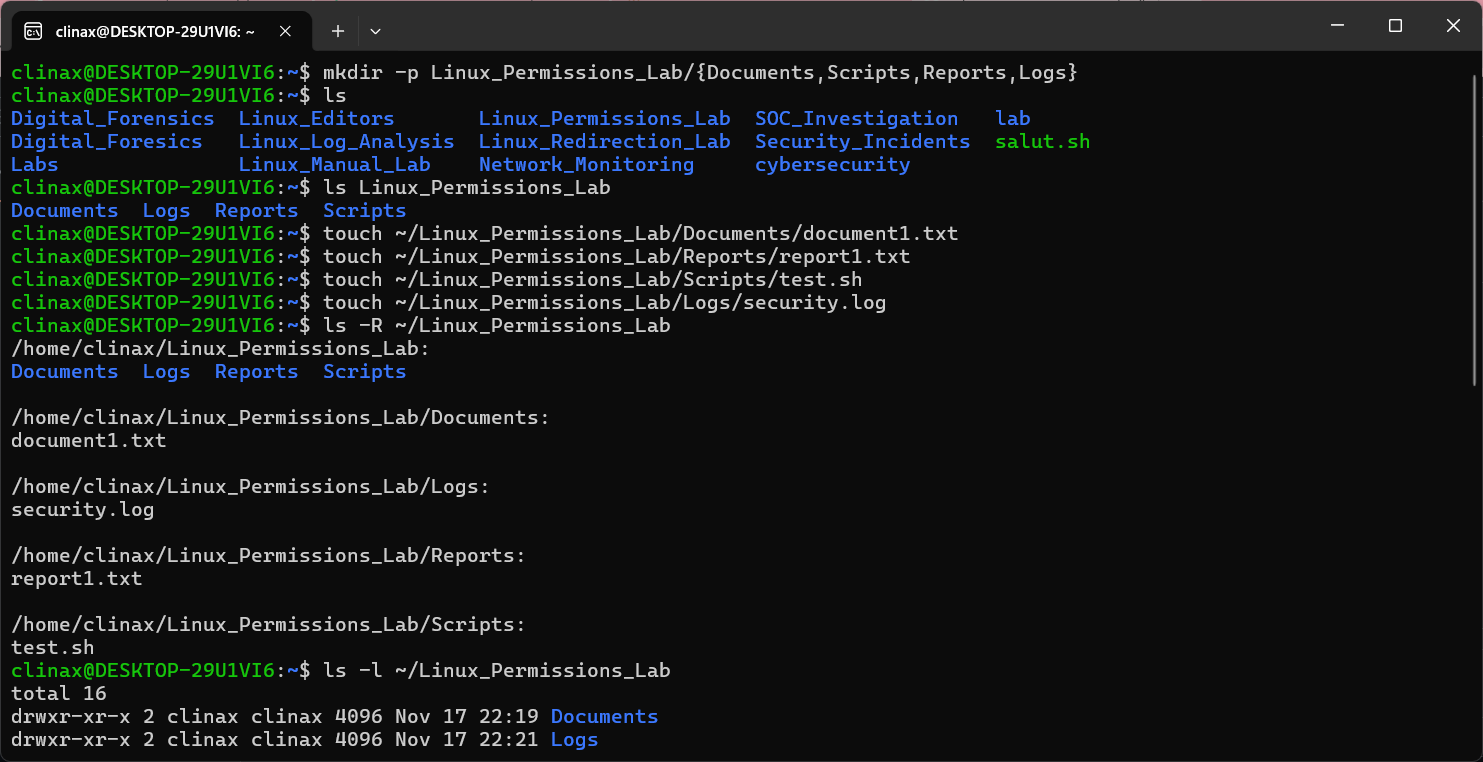 clinax@DESKTOP-29U1VI6: ~
clinax@DESKTOP-29U1VI6:~$ mkdir -p Linux_Permissions_Lab/{Documents,Scripts,Reports,Logs}
clinax@DESKTOP-29U1VI6:~$ ls
Digital_Forensics  Linux_Editors       Linux_Permissions_Lab  SOC_Investigation   lab
Digital_Foresics   Linux_Log_Analysis  Linux_Redirection_Lab  Security_Incidents  salut.sh
Labs               Linux_Manual_Lab    Network_Monitoring     cybersecurity
clinax@DESKTOP-29U1VI6:~$ ls Linux_Permissions_Lab
Documents  Logs  Reports  Scripts
clinax@DESKTOP-29U1VI6:~$ touch ~/Linux_Permissions_Lab/Documents/document1.txt
clinax@DESKTOP-29U1VI6:~$ touch ~/Linux_Permissions_Lab/Reports/report1.txt
clinax@DESKTOP-29U1VI6:~$ touch ~/Linux_Permissions_Lab/Scripts/test.sh
clinax@DESKTOP-29U1VI6:~$ touch ~/Linux_Permissions_Lab/Logs/security.log
clinax@DESKTOP-29U1VI6:~$ ls -R ~/Linux_Permissions_Lab
/home/clinax/Linux_Permissions_Lab:
Documents  Logs  Reports  Scripts
/home/clinax/Linux_Permissions_Lab/Documents:
document1.txt
/home/clinax/Linux_Permissions_Lab/Logs:
security.log
/home/clinax/Linux_Permissions_Lab/Reports:
report1.txt
/home/clinax/Linux_Permissions_Lab/Scripts:
test.sh
clinax@DESKTOP-29U1VI6:~$ ls -l ~/Linux_Permissions_Lab
total 16
drwxr-xr-x 2 clinax clinax 4096 Nov 17 22:19 Documents
drwxr-xr-x 2 clinax clinax 4096 Nov 17 22:21 Logs